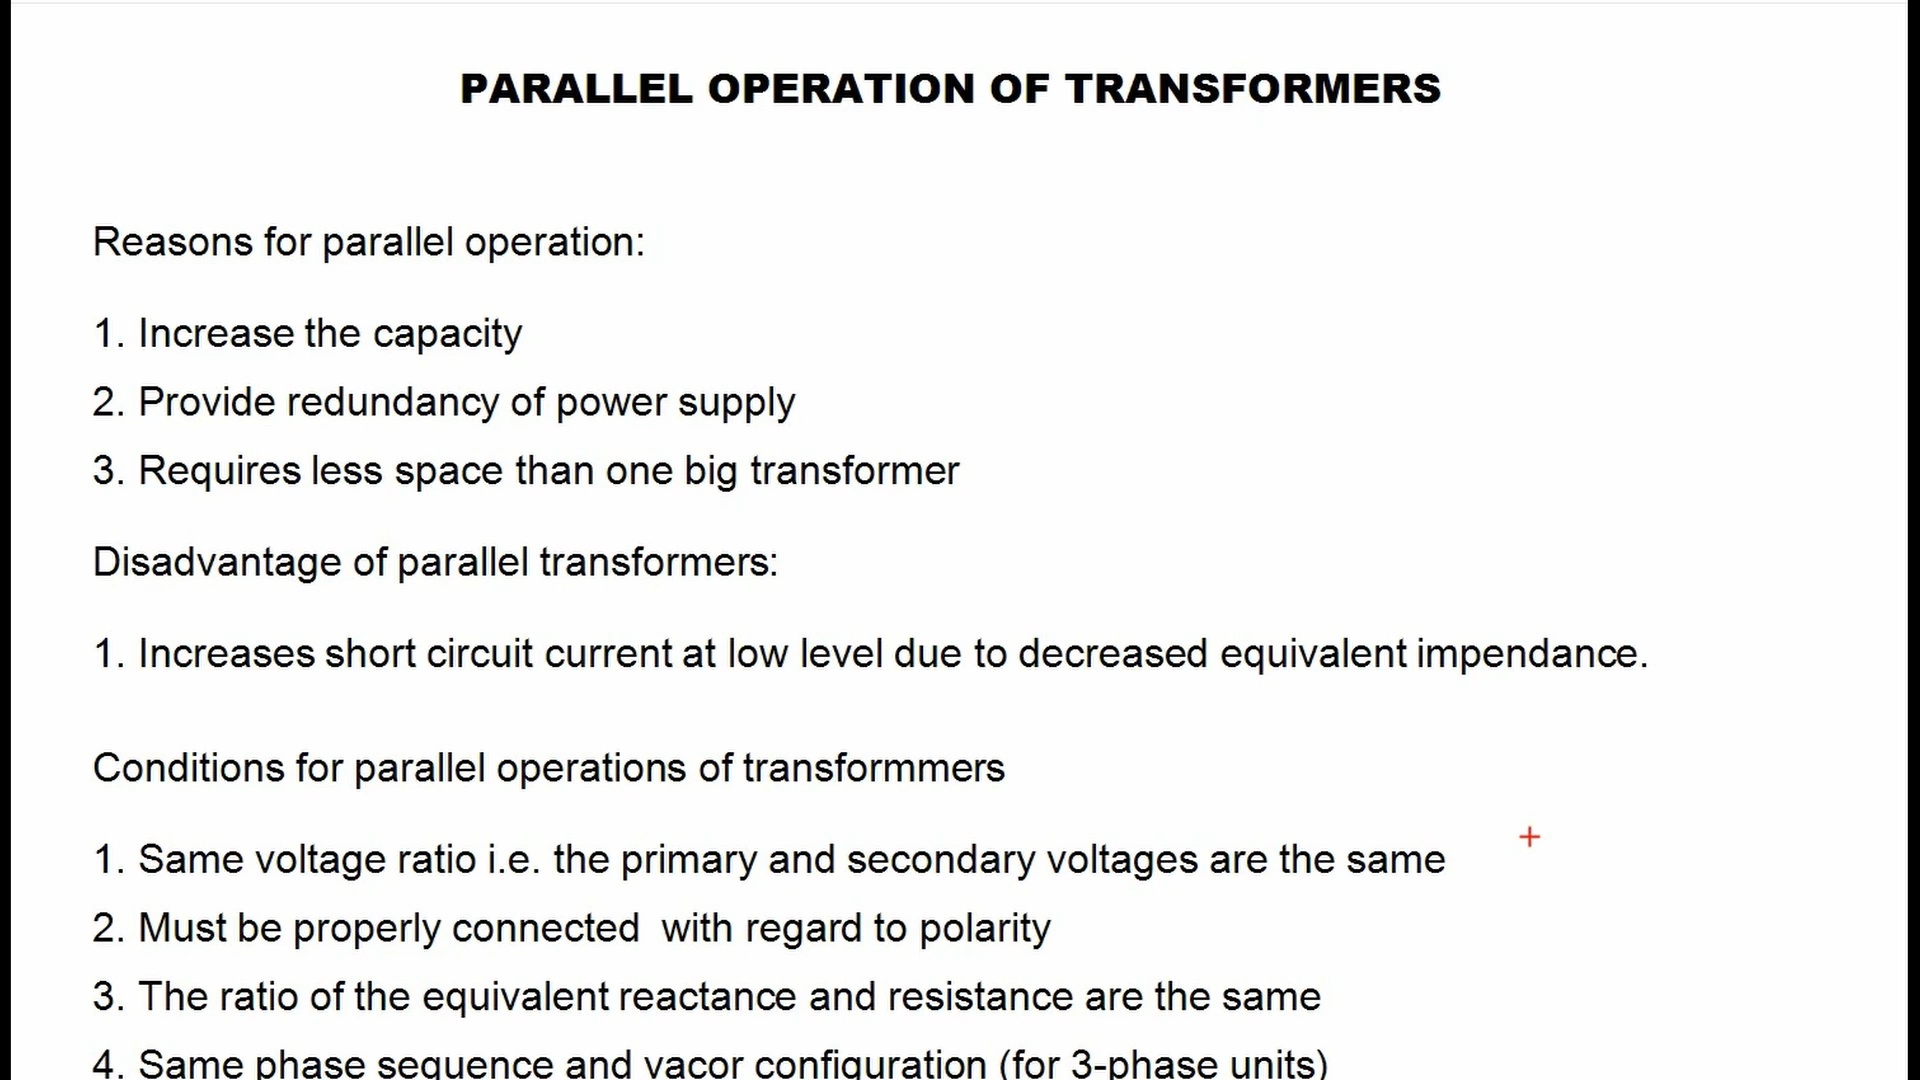 PARALLEL OPERATION OF TRANSFORMERS
Reasons for parallel operation:
1. Increase the capacity
2. Provide redundancy of power supply
3. Requires less space than one big transformer
Disadvantage of parallel transformers:
1. Increases short circuit current at low level due to decreased equivalent impendance.
Conditions for parallel operations of transformmers
1. Same voltage ratio i.e. the primary and secondary voltages are the same
2. Must be properly connected  with regard to polarity
3. The ratio of the equivalent reactance and resistance are the same
4. Same phase sequence and vacor configuration (for 3-phase units)